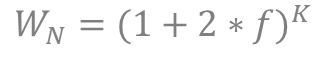 W_N = (1 + 2 * f)^K